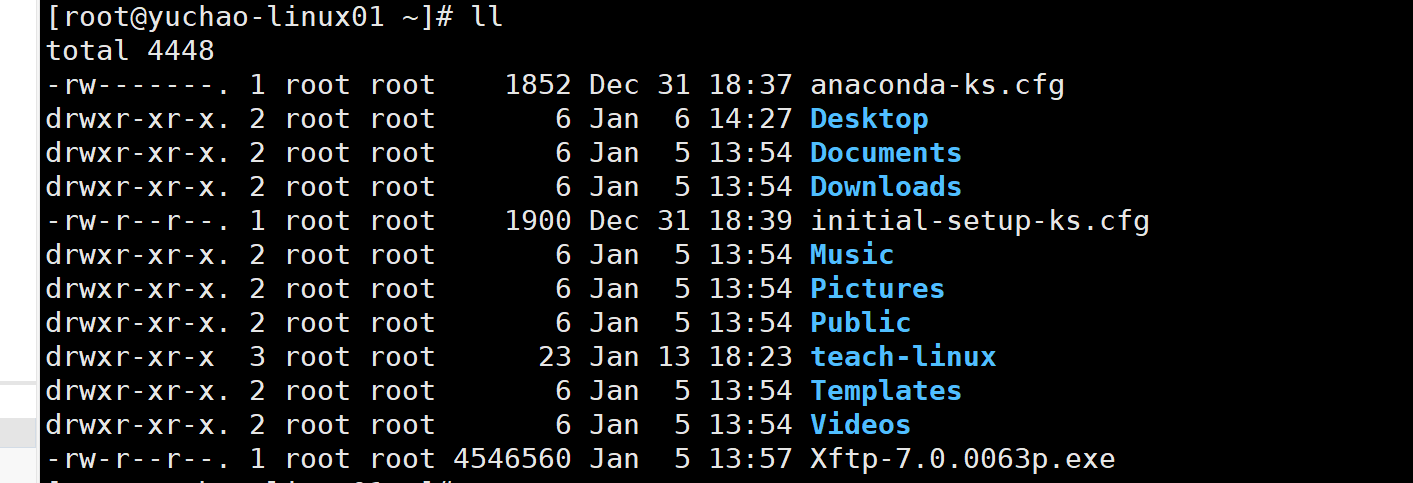 [root@yuchao-linux01 ~]# ll
total 4448
-rw-------. 1 root root    1852 Dec 31 18:37 anaconda-ks.cfg
drwxr-xr-x. 2 root root       6 Jan  6 14:27 Desktop
drwxr-xr-x. 2 root root       6 Jan  5 13:54 Documents
drwxr-xr-x. 2 root root       6 Jan  5 13:54 Downloads
-rw-r--r--. 1 root root    1900 Dec 31 18:39 initial-setup-ks.cfg
drwxr-xr-x. 2 root root       6 Jan  5 13:54 Music
drwxr-xr-x. 2 root root       6 Jan  5 13:54 Pictures
drwxr-xr-x. 2 root root       6 Jan  5 13:54 Public
drwxr-xr-x  3 root root      23 Jan 13 18:23 teach-linux
drwxr-xr-x. 2 root root       6 Jan  5 13:54 Templates
drwxr-xr-x. 2 root root       6 Jan  5 13:54 Videos
-rw-r--r--. 1 root root 4546560 Jan  5 13:57 Xftp-7.0.0063p.exe